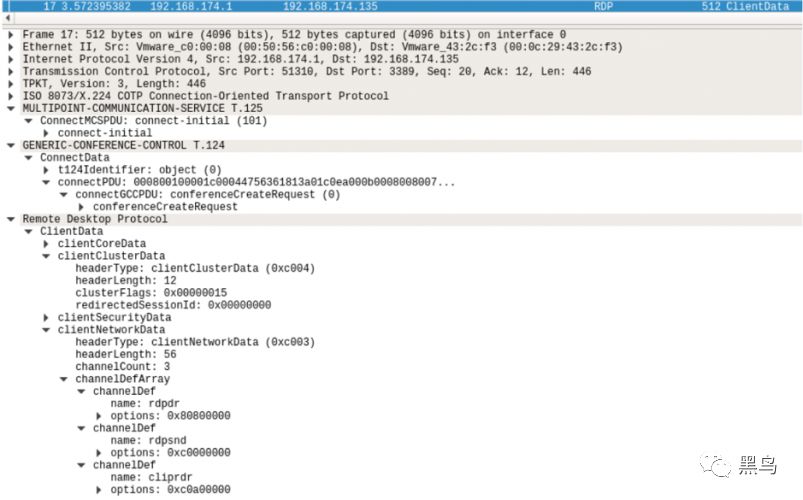 17 3.572395382 192.168.174.1 192.168.174.135 RDP 512 ClientData
Frame 17: 512 bytes on wire (4096 bits), 512 bytes captured (4096 bits) on interface 0
Ethernet II, Src: Vmware_c0:00:08 (00:50:56:c0:00:08), Dst: Vmware_43:2c:f3 (00:0c:29:43:2c:f3)
Internet Protocol Version 4, Src: 192.168.174.1, Dst: 192.168.174.135
Transmission Control Protocol, Src Port: 51310, Dst Port: 3389, Seq: 20, Ack: 12, Len: 446
TPKT, Version: 3, Length: 446
ISO 8073/X.224 COTP Connection-Oriented Transport Protocol
MULTIPOINT-COMMUNICATION-SERVICE T.125
ConnectMCSPDU: connect-initial (101)
connect-initial
GENERIC-CONFERENCE-CONTROL T.124
ConnectData
t124Identifier: object (0)
connectPDU: 000800100001c00044756361813a01c0ea000b0008008007...
connectGCCPDU: conferenceCreateRequest (0)
conferenceCreateRequest
Remote Desktop Protocol
ClientData
clientCoreData
clientClusterData
headerType: clientClusterData (0xc004)
headerLength: 12
clusterFlags: 0x00000015
redirectedSessionId: 0x00000000
clientSecurityData
clientNetworkData
headerType: clientNetworkData (0xc003)
headerLength: 56
channelCount: 3
channelDefArray
channelDef
name: rdpdr
options: 0x80800000
channelDef
name: rdpsnd
options: 0xc0000000
channelDef
name: cliprdr
options: 0xc0a00000
黑鸟